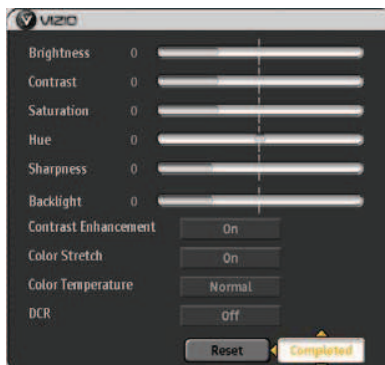 VIZIO
Brightness 0
Contrast 0
Saturation 0
Hue 0
Sharpness 0
Backlight 0
Contrast Enhancement On
Color Stretch On
Color Temperature Normal
DCR Off
Reset Completed